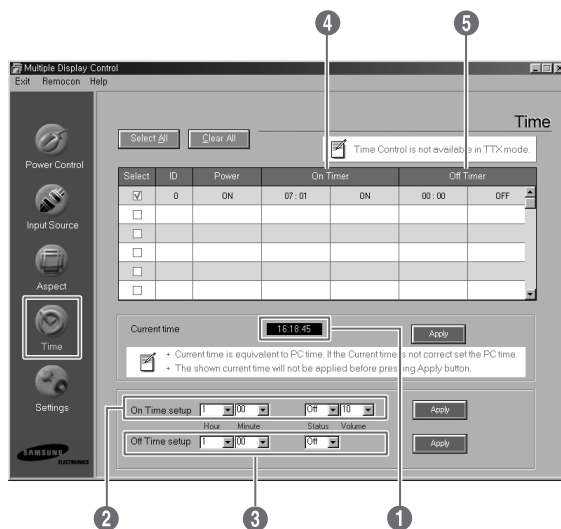 4 5
Multiple Display Control
Exit Remocon Help
Time
Select All Clear All
Time Control is not available in TTX mode.
Power Control
Select ID Power On Timer Off Timer
0 ON 07 : 01 ON 00 : 00 OFF
Input Source
Aspect
Time
Current time 16:18:45 Apply
+ Current time is equivalent to PC time. If the Current time is not correct set the PC time.
+ The shown current time will not be applied before pressing Apply button.
Settings
On Time setup 1 00 Off 10 Apply
Hour Minute Status Volume
Off Time setup 1 00 Off Apply
SAMSUNG
ELECTRONICS
2 3 1